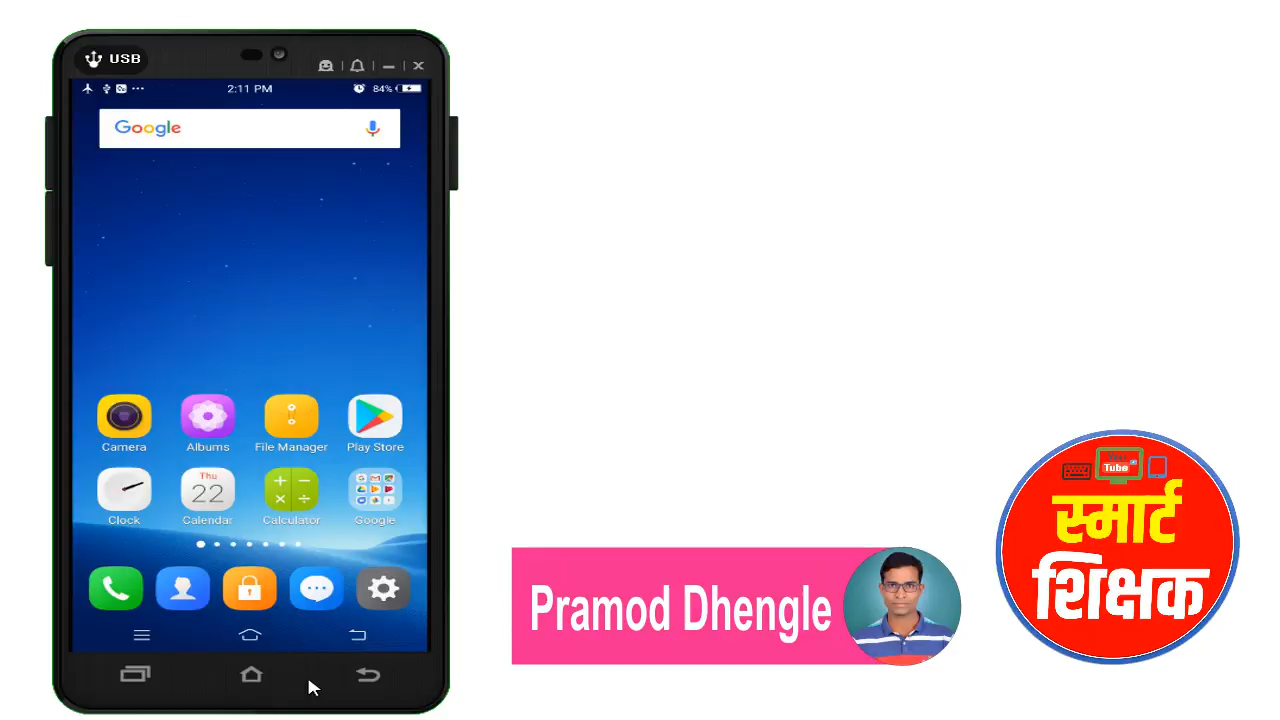 USB
2:11 PM
84%
Google
Camera
Albums
File Manager
Play Store
Thu
22
Clock
Calendar
Calculator
Google
Pramod Dhengle
You
Tube
स्मार्ट
शिक्षक